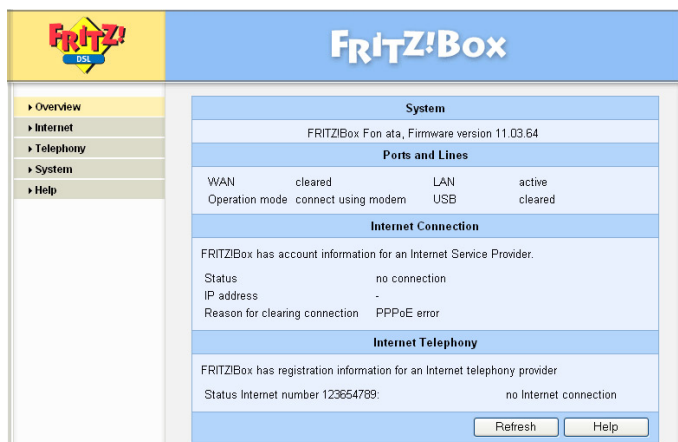 FRITZ!
DSL
FRITZ!BOX
Overview
Internet
Telephony
System
Help
System
FRITZ!Box Fon ata, Firmware version 11.03.64
Ports and Lines
WAN cleared LAN active
Operation mode connect using modem USB cleared
Internet Connection
FRITZ!Box has account information for an Internet Service Provider.
Status no connection
IP address -
Reason for clearing connection PPPoE error
Internet Telephony
FRITZ!Box has registration information for an Internet telephony provider
Status Internet number 123654789: no Internet connection
Refresh Help